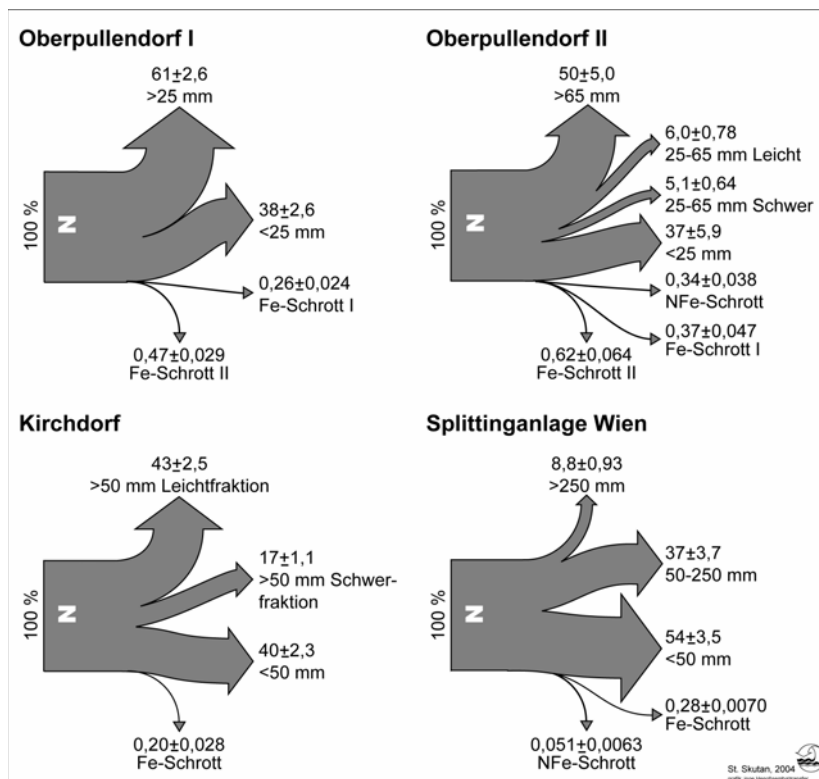 Oberpullendorf I
61±2,6
>25 mm
100 %
N
38±2,6
<25 mm
0,26±0,024
Fe-Schrott I
0,47±0,029
Fe-Schrott II
Oberpullendorf II
50±5,0
>65 mm
6,0±0,78
25-65 mm Leicht
5,1±0,64
25-65 mm Schwer
100 %
N
37±5,9
<25 mm
0,34±0,038
NFe-Schrott
0,37±0,047
Fe-Schrott I
0,62±0,064
Fe-Schrott II
Kirchdorf
43±2,5
>50 mm Leichtfraktion
17±1,1
>50 mm Schwer-
fraktion
100 %
N
40±2,3
<50 mm
0,20±0,028
Fe-Schrott
Splittinganlage Wien
8,8±0,93
>250 mm
37±3,7
50-250 mm
100 %
N
54±3,5
<50 mm
0,28±0,0070
Fe-Schrott
0,051±0,0063
NFe-Schrott
St. Skutan, 2004